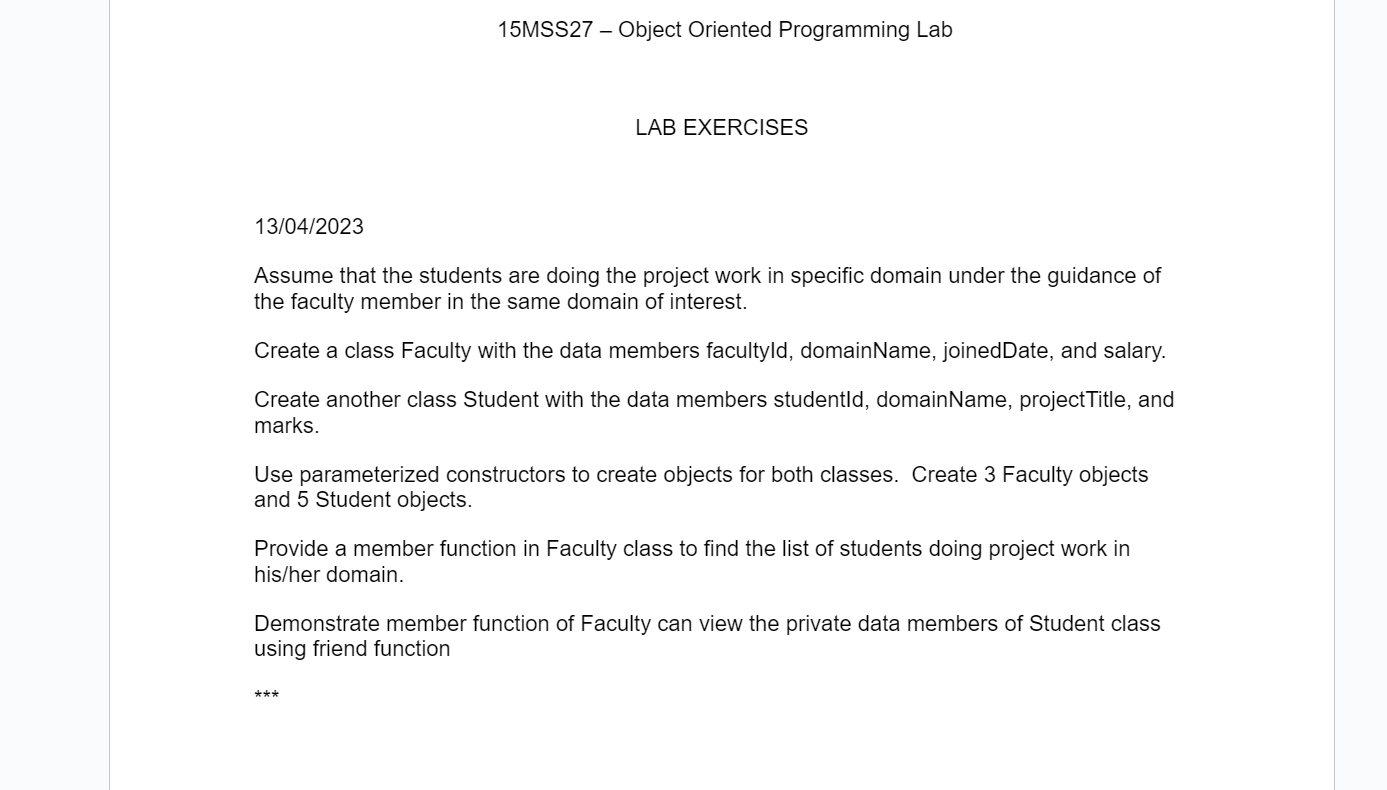 15MSS27 – Object Oriented Programming Lab
LAB EXERCISES
13/04/2023
Assume that the students are doing the project work in specific domain under the guidance of
the faculty member in the same domain of interest.
Create a class Faculty with the data members facultyId, domainName, joinedDate, and salary.
Create another class Student with the data members studentId, domainName, projectTitle, and
marks.
Use parameterized constructors to create objects for both classes.  Create 3 Faculty objects
and 5 Student objects.
Provide a member function in Faculty class to find the list of students doing project work in
his/her domain.
Demonstrate member function of Faculty can view the private data members of Student class
using friend function
***